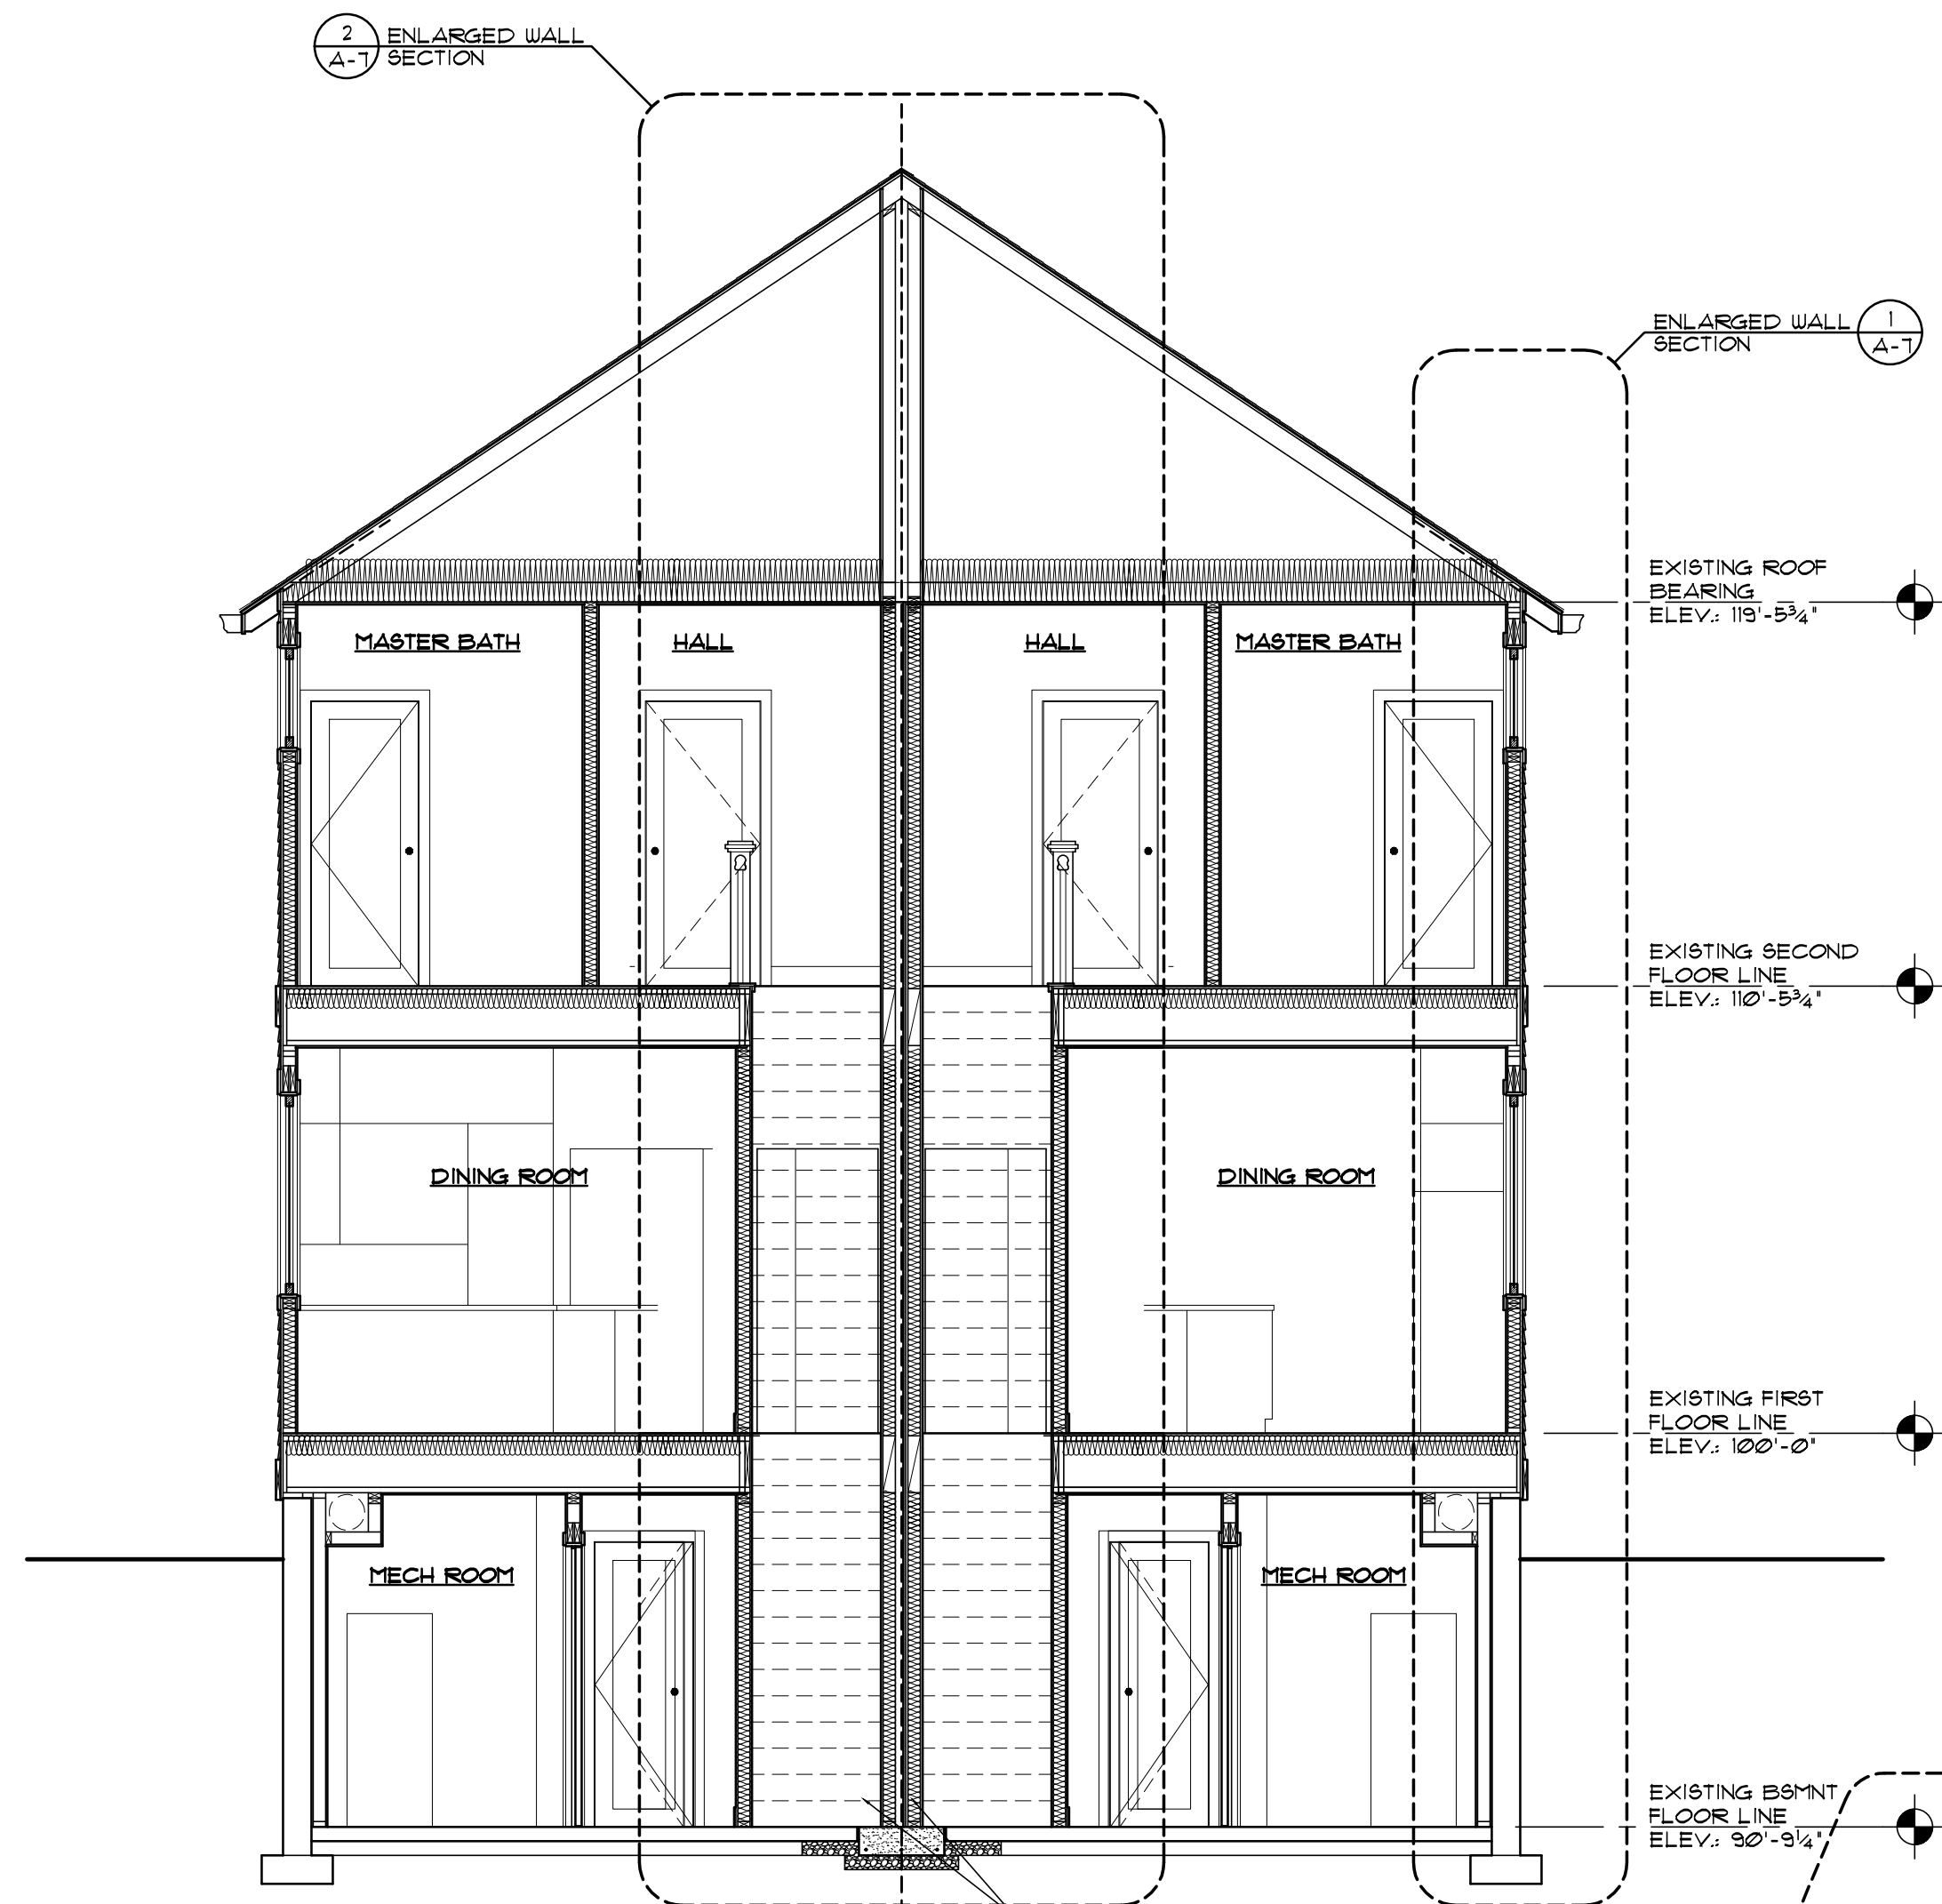 2
ENLARGED WALL
A-7
SECTION
ENLARGED WALL
1
SECTION
A-7
EXISTING ROOF
BEARING
ELEV.: 119'-5¾"
MASTER BATH
HALL
HALL
MASTER BATH
EXISTING SECOND
FLOOR LINE
ELEV.: 110'-5¾"
DINING ROOM
DINING ROOM
EXISTING FIRST
FLOOR LINE
ELEV.: 100'-0"
MECH ROOM
MECH ROOM
EXISTING BSMNT
FLOOR LINE
ELEV.: 90'-9¼"